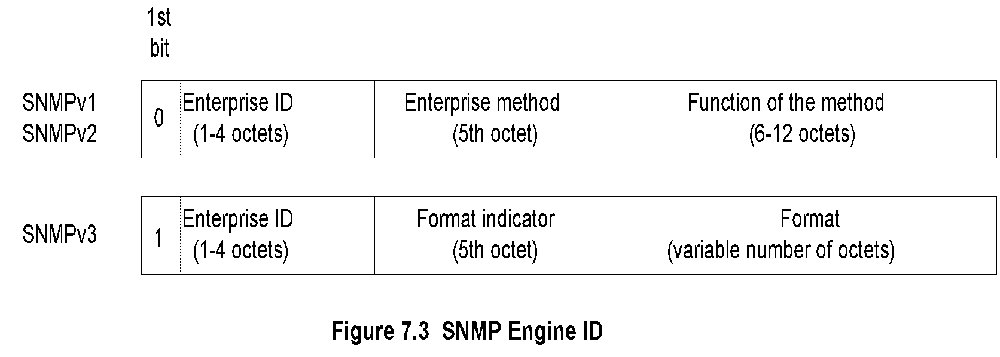 1st
bit
SNMPv1
SNMPv2
0
Enterprise ID
(1-4 octets)
Enterprise method
(5th octet)
Function of the method
(6-12 octets)
SNMPv3
1
Enterprise ID
(1-4 octets)
Format indicator
(5th octet)
Format
(variable number of octets)
Figure 7.3 SNMP Engine ID